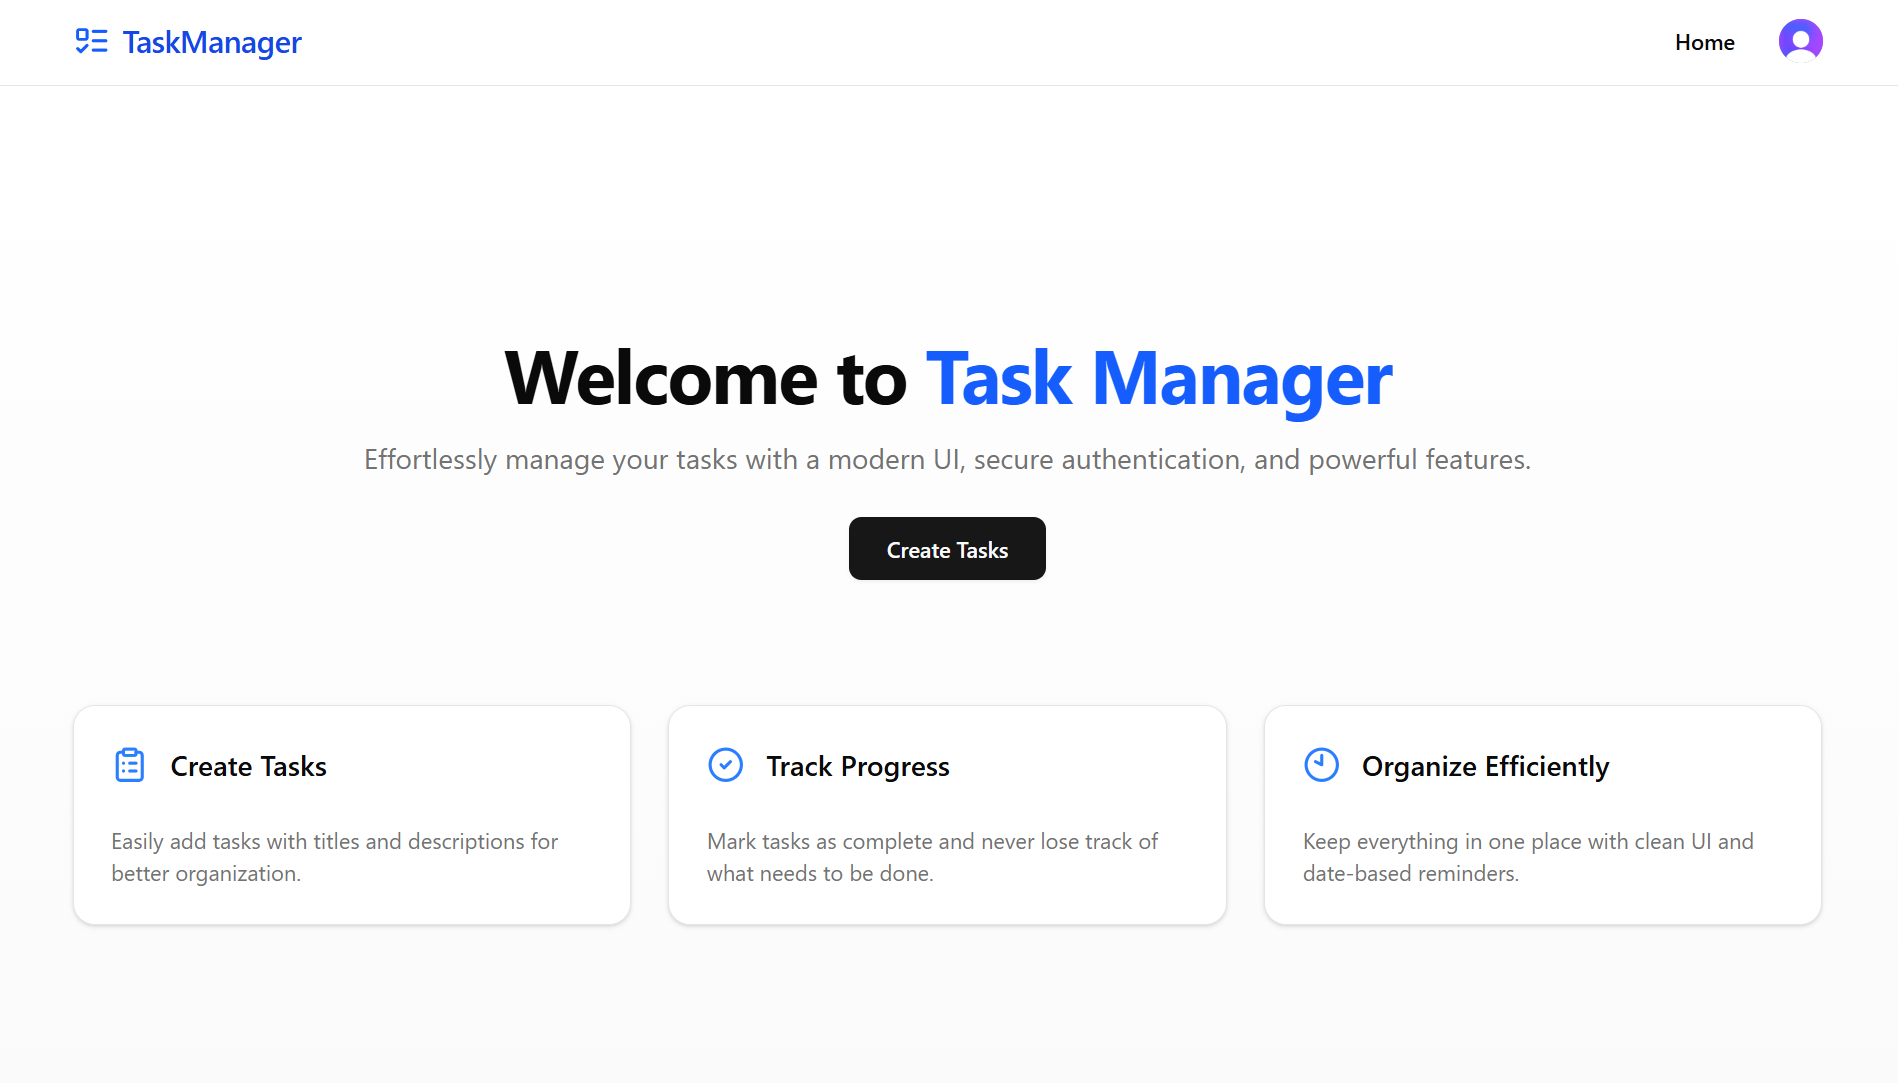 TaskManager
Home
Welcome to Task Manager
Effortlessly manage your tasks with a modern UI, secure authentication, and powerful features.
Create Tasks
Create Tasks
Easily add tasks with titles and descriptions for
better organization.
Track Progress
Mark tasks as complete and never lose track of
what needs to be done.
Organize Efficiently
Keep everything in one place with clean UI and
date-based reminders.